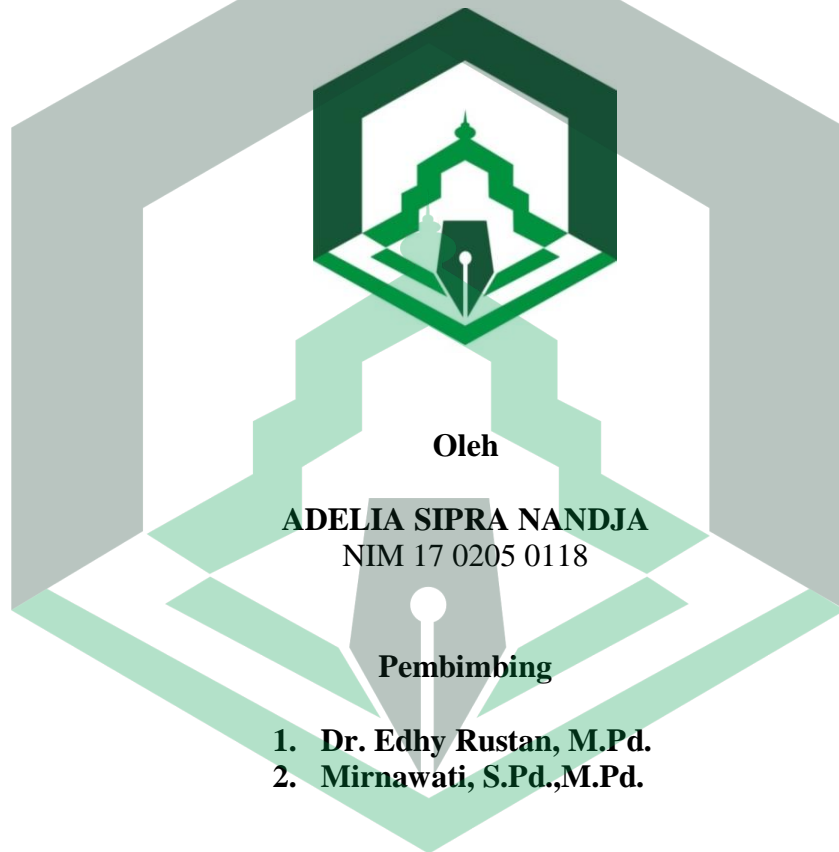 Oleh
ADELIA SIPRA NANDJA
NIM 17 0205 0118
Pembimbing
1. Dr. Edhy Rustan, M.Pd.
2. Mirnawati, S.Pd.,M.Pd.